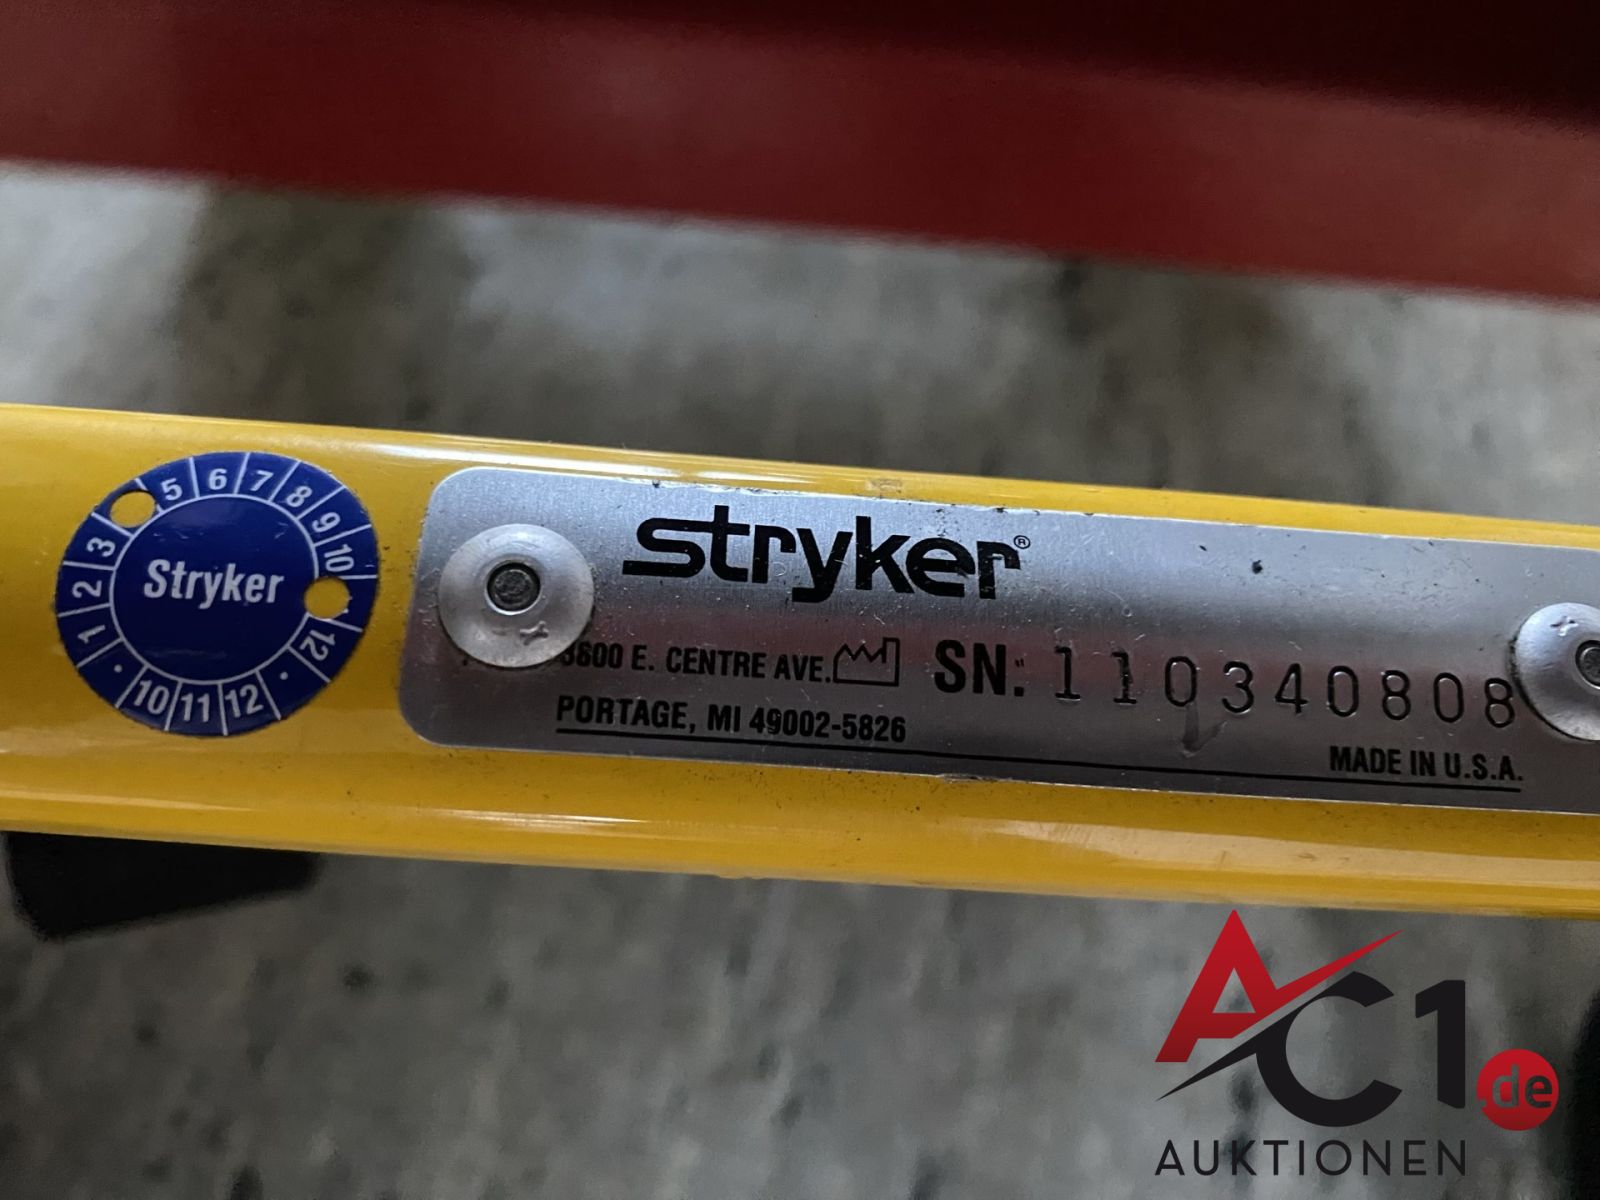 5 6 7 8 9 10
3 2 1
12
Stryker
10 11 12
stryker®
3800 E. CENTRE AVE.
SN: 110340808
PORTAGE, MI 49002-5826
MADE IN U.S.A.
AC1.de
AUKTIONEN